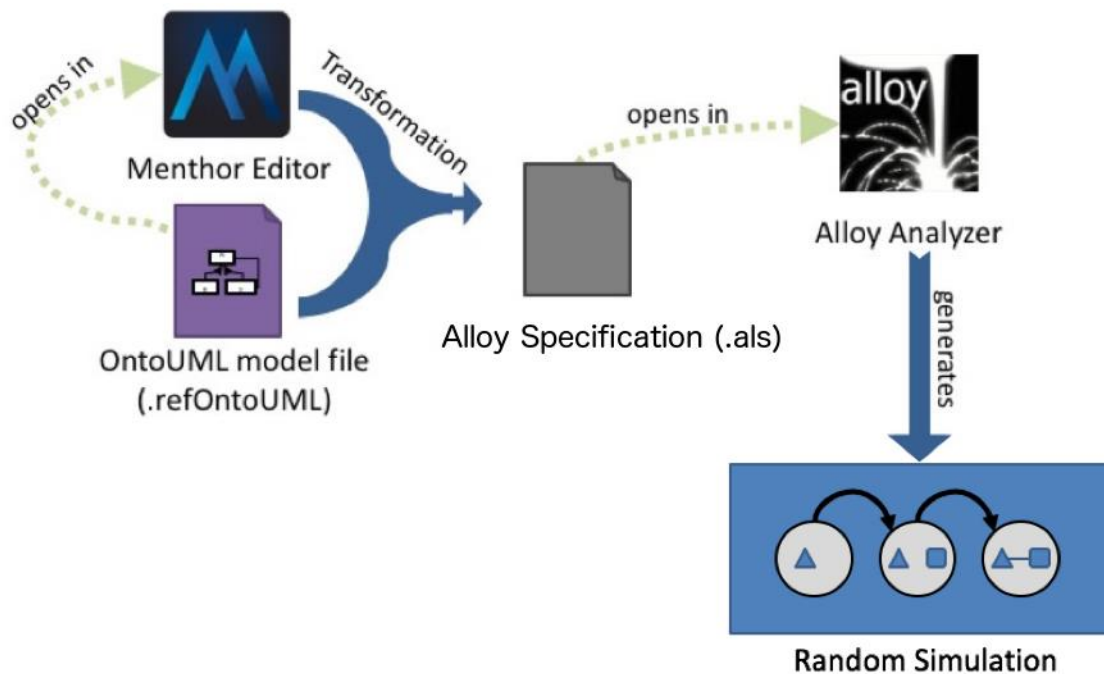 opens in
Transformation
Menthor Editor
OntoUML model file
(.refOntoUML)
opens in
Alloy Specification (.als)
alloy
Alloy Analyzer
generates
Random Simulation